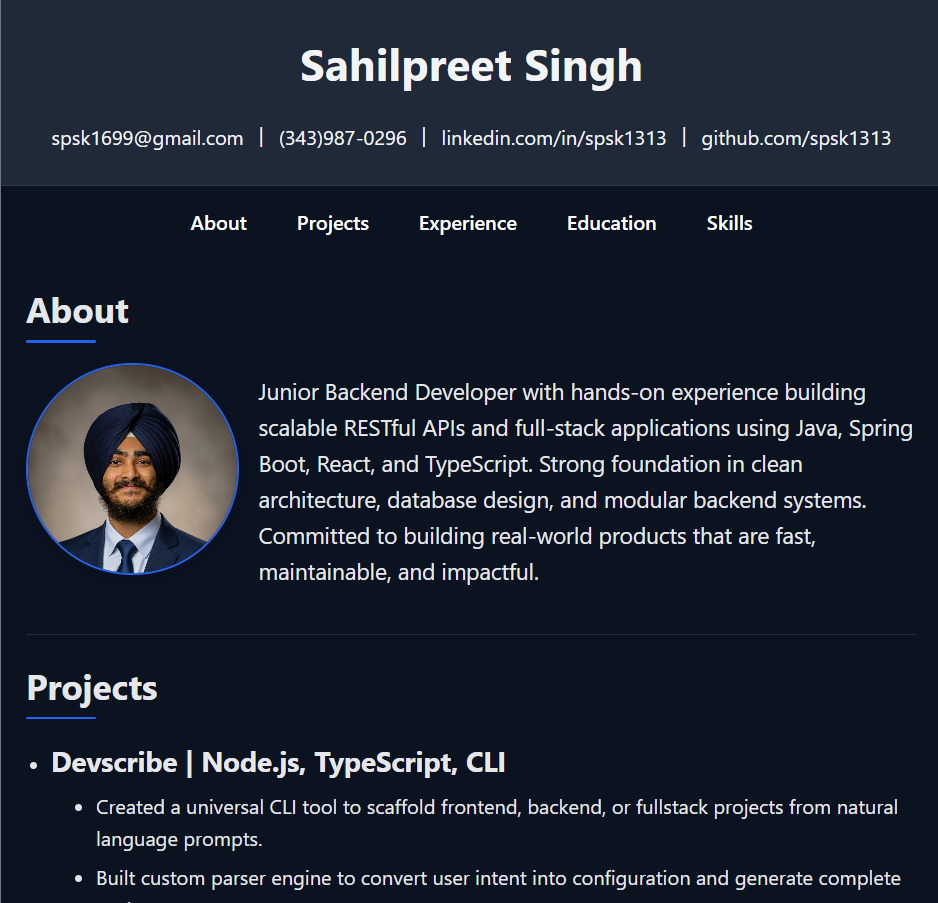 Sahilpreet Singh
spsk1699@gmail.com | (343)987-0296 | linkedin.com/in/spsk1313 | github.com/spsk1313
About Projects Experience Education Skills
About
Junior Backend Developer with hands-on experience building
scalable RESTful APIs and full-stack applications using Java, Spring
Boot, React, and TypeScript. Strong foundation in clean
architecture, database design, and modular backend systems.
Committed to building real-world products that are fast,
maintainable, and impactful.
Projects
• Devscribe | Node.js, TypeScript, CLI
• Created a universal CLI tool to scaffold frontend, backend, or fullstack projects from natural
language prompts.
• Built custom parser engine to convert user intent into configuration and generate complete